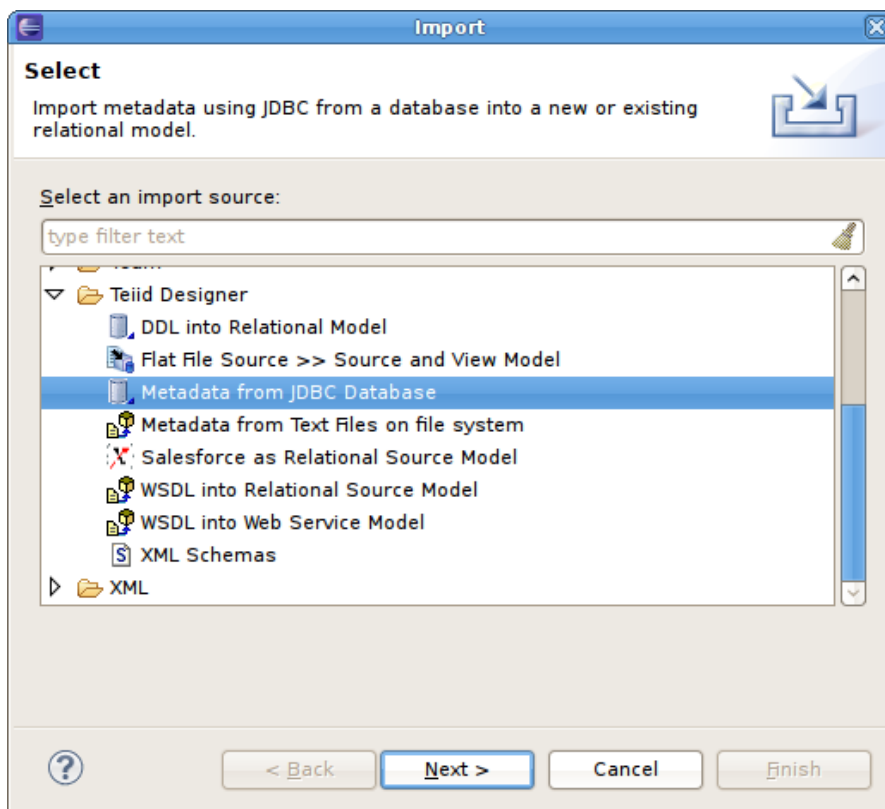 Import
Select
Import metadata using JDBC from a database into a new or existing
relational model.
Select an import source:
type filter text
Team
Teiid Designer
DDL into Relational Model
Flat File Source >> Source and View Model
Metadata from JDBC Database
Metadata from Text Files on file system
Salesforce as Relational Source Model
WSDL into Relational Source Model
WSDL into Web Service Model
XML Schemas
XML
< Back
Next >
Cancel
Finish